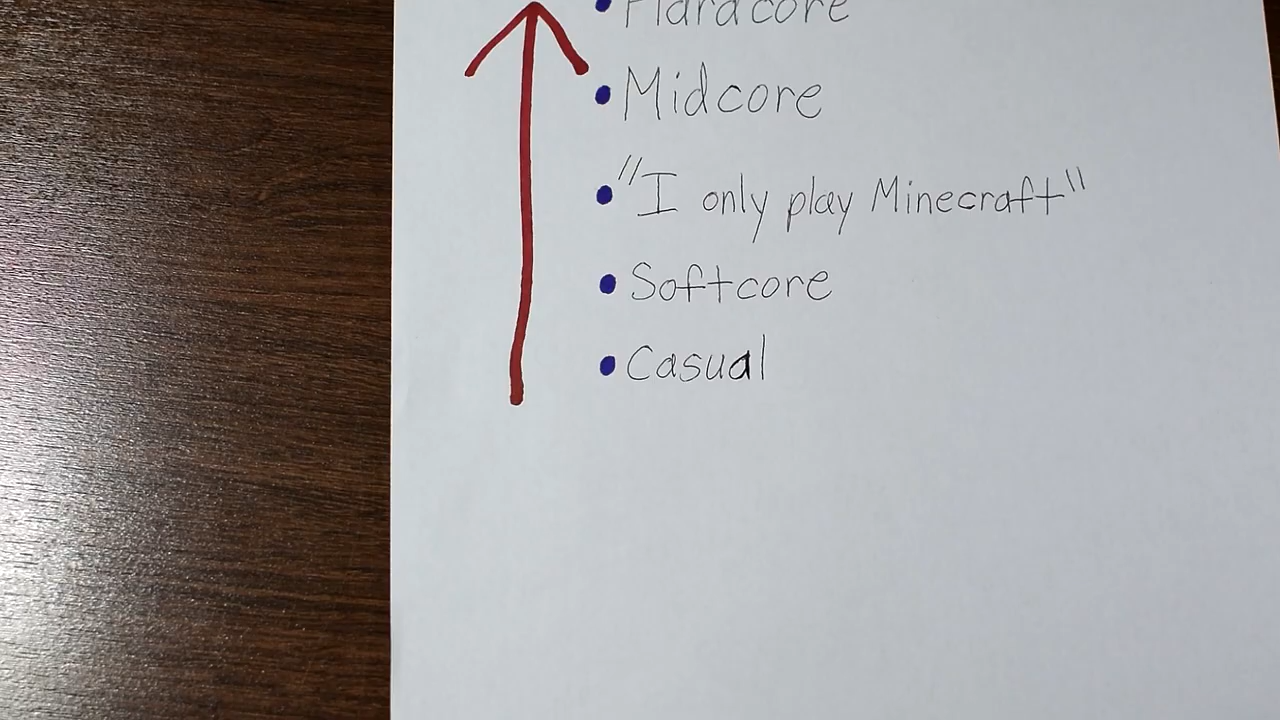 • Hardcore
• Midcore
• "I only play Minecraft"
• Softcore
• Casual